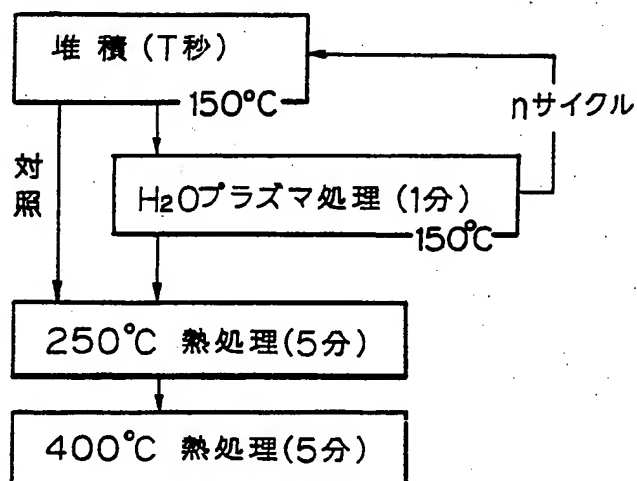 堆積(T秒)
150°C
nサイクル
対照
H₂Oプラズマ処理(1分)
150°C
250°C 熱処理(5分)
400°C 熱処理(5分)